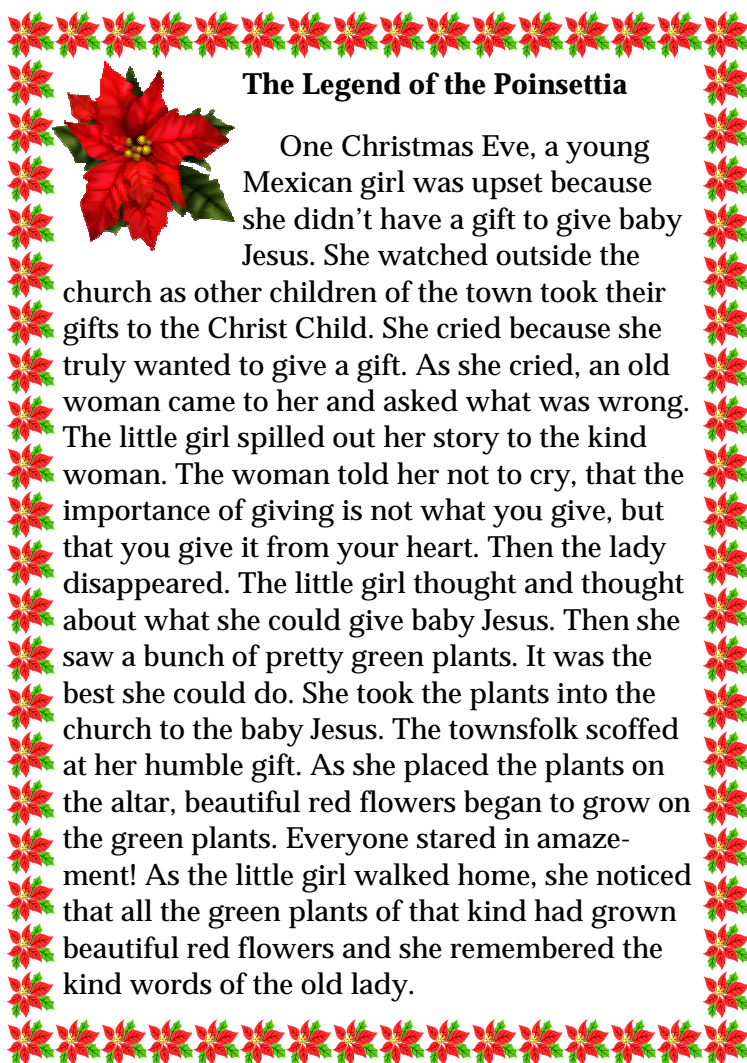 The Legend of the Poinsettia
One Christmas Eve, a young
Mexican girl was upset because
she didn’t have a gift to give baby
Jesus. She watched outside the
church as other children of the town took their
gifts to the Christ Child. She cried because she
truly wanted to give a gift. As she cried, an old
woman came to her and asked what was wrong.
The little girl spilled out her story to the kind
woman. The woman told her not to cry, that the
importance of giving is not what you give, but
that you give it from your heart. Then the lady
disappeared. The little girl thought and thought
about what she could give baby Jesus. Then she
saw a bunch of pretty green plants. It was the
best she could do. She took the plants into the
church to the baby Jesus. The townsfolk scoffed
at her humble gift. As she placed the plants on
the altar, beautiful red flowers began to grow on
the green plants. Everyone stared in amaze-
ment! As the little girl walked home, she noticed
that all the green plants of that kind had grown
beautiful red flowers and she remembered the
kind words of the old lady.